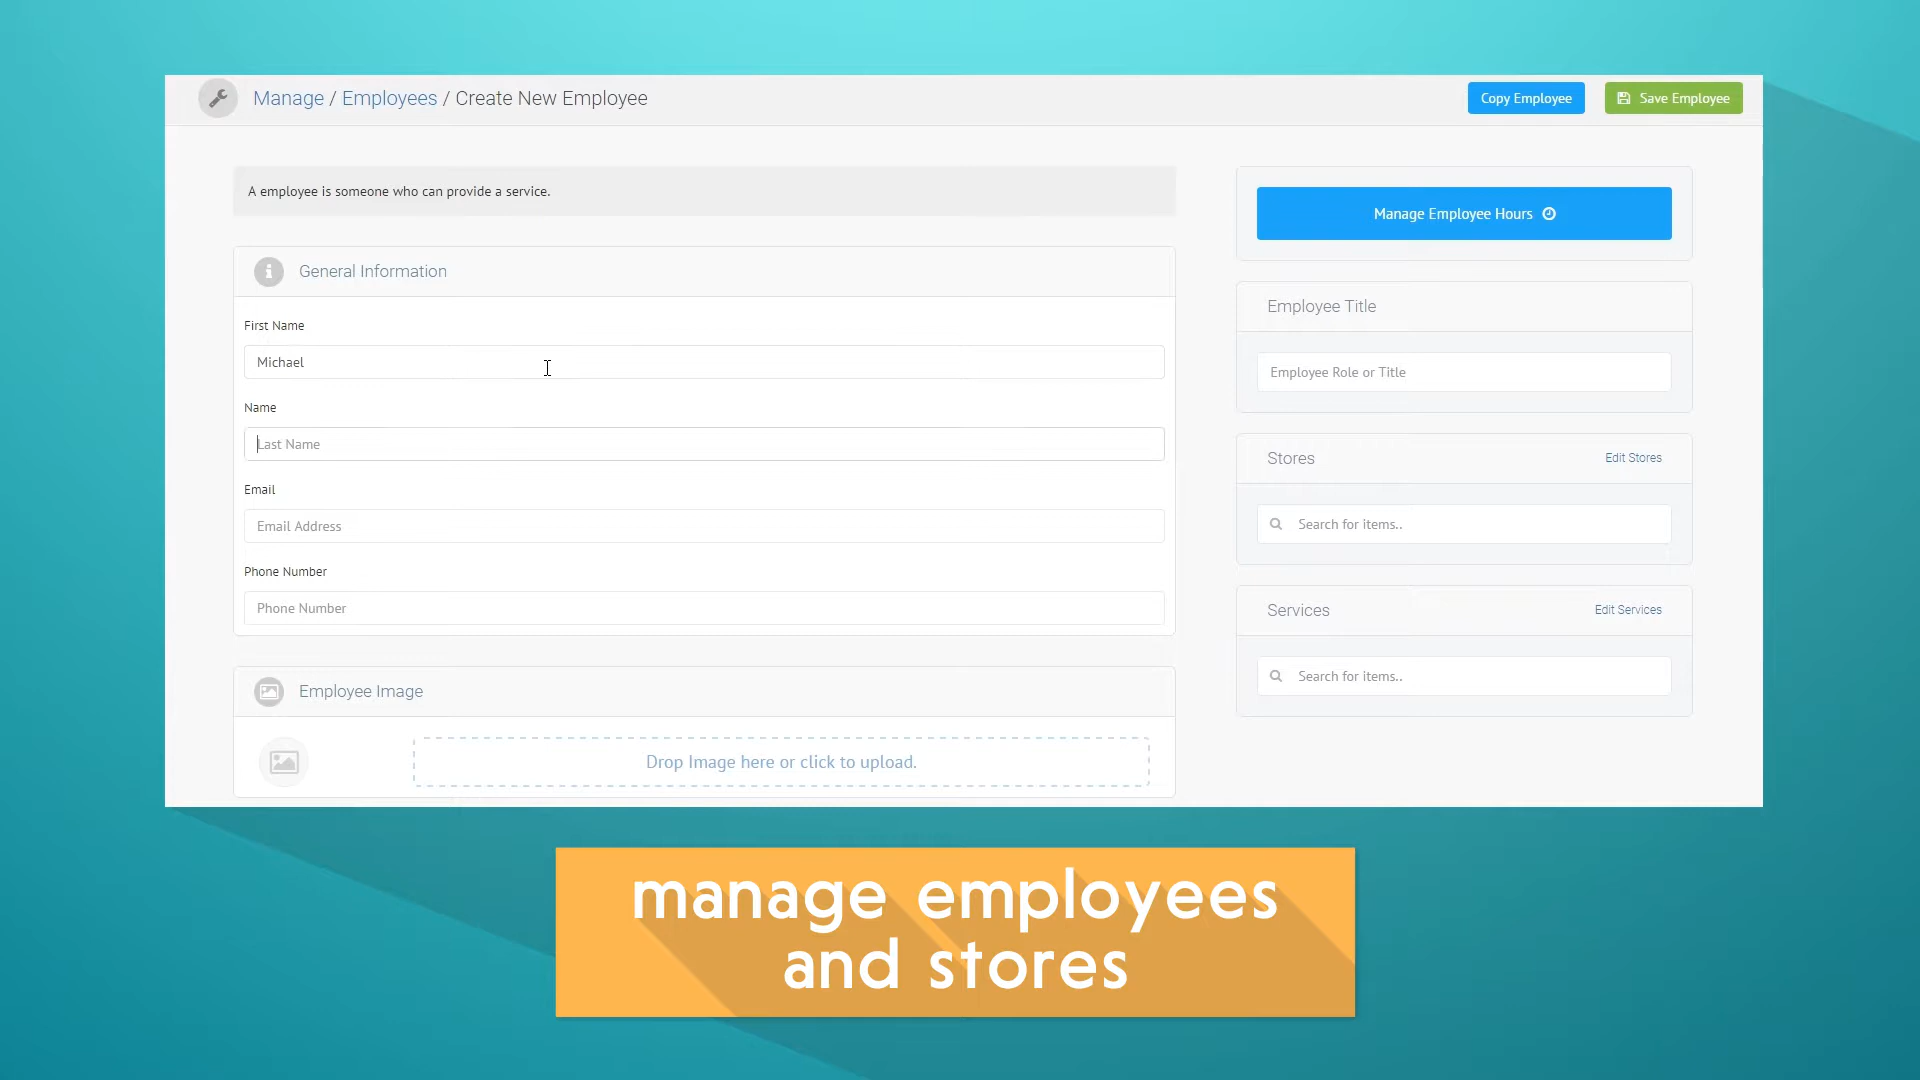 Manage / Employees / Create New Employee
Copy Employee
Save Employee
A employee is someone who can provide a service.
Manage Employee Hours
General Information
First Name
Michael
Name
Last Name
Email
Email Address
Phone Number
Phone Number
Employee Image
Drop Image here or click to upload.
Employee Title
Employee Role or Title
Stores
Edit Stores
Search for items..
Services
Edit Services
Search for items..
manage employees
and stores